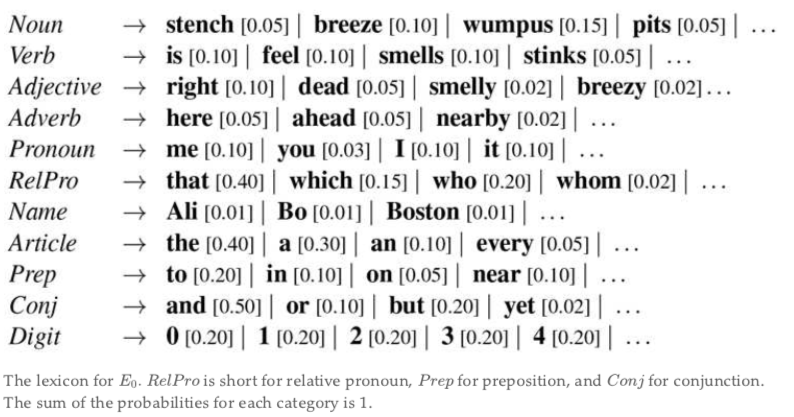 Noun → stench [0.05] | breeze [0.10] | wumpus [0.15] | pits [0.05] | ...
Verb → is [0.10] | feel [0.10] | smells [0.10] | stinks [0.05] | ...
Adjective → right [0.10] | dead [0.05] | smelly [0.02] | breezy [0.02] ...
Adverb → here [0.05] | ahead [0.05] | nearby [0.02] | ...
Pronoun → me [0.10] | you [0.03] | I [0.10] | it [0.10] | ...
RelPro → that [0.40] | which [0.15] | who [0.20] | whom [0.02] | ...
Name → Ali [0.01] | Bo [0.01] | Boston [0.01] | ...
Article → the [0.40] | a [0.30] | an [0.10] | every [0.05] | ...
Prep → to [0.20] | in [0.10] | on [0.05] | near [0.10] | ...
Conj → and [0.50] | or [0.10] | but [0.20] | yet [0.02] | ...
Digit → 0 [0.20] | 1 [0.20] | 2 [0.20] | 3 [0.20] | 4 [0.20] | ...
The lexicon for E₀. RelPro is short for relative pronoun, Prep for preposition, and Conj for conjunction.
The sum of the probabilities for each category is 1.